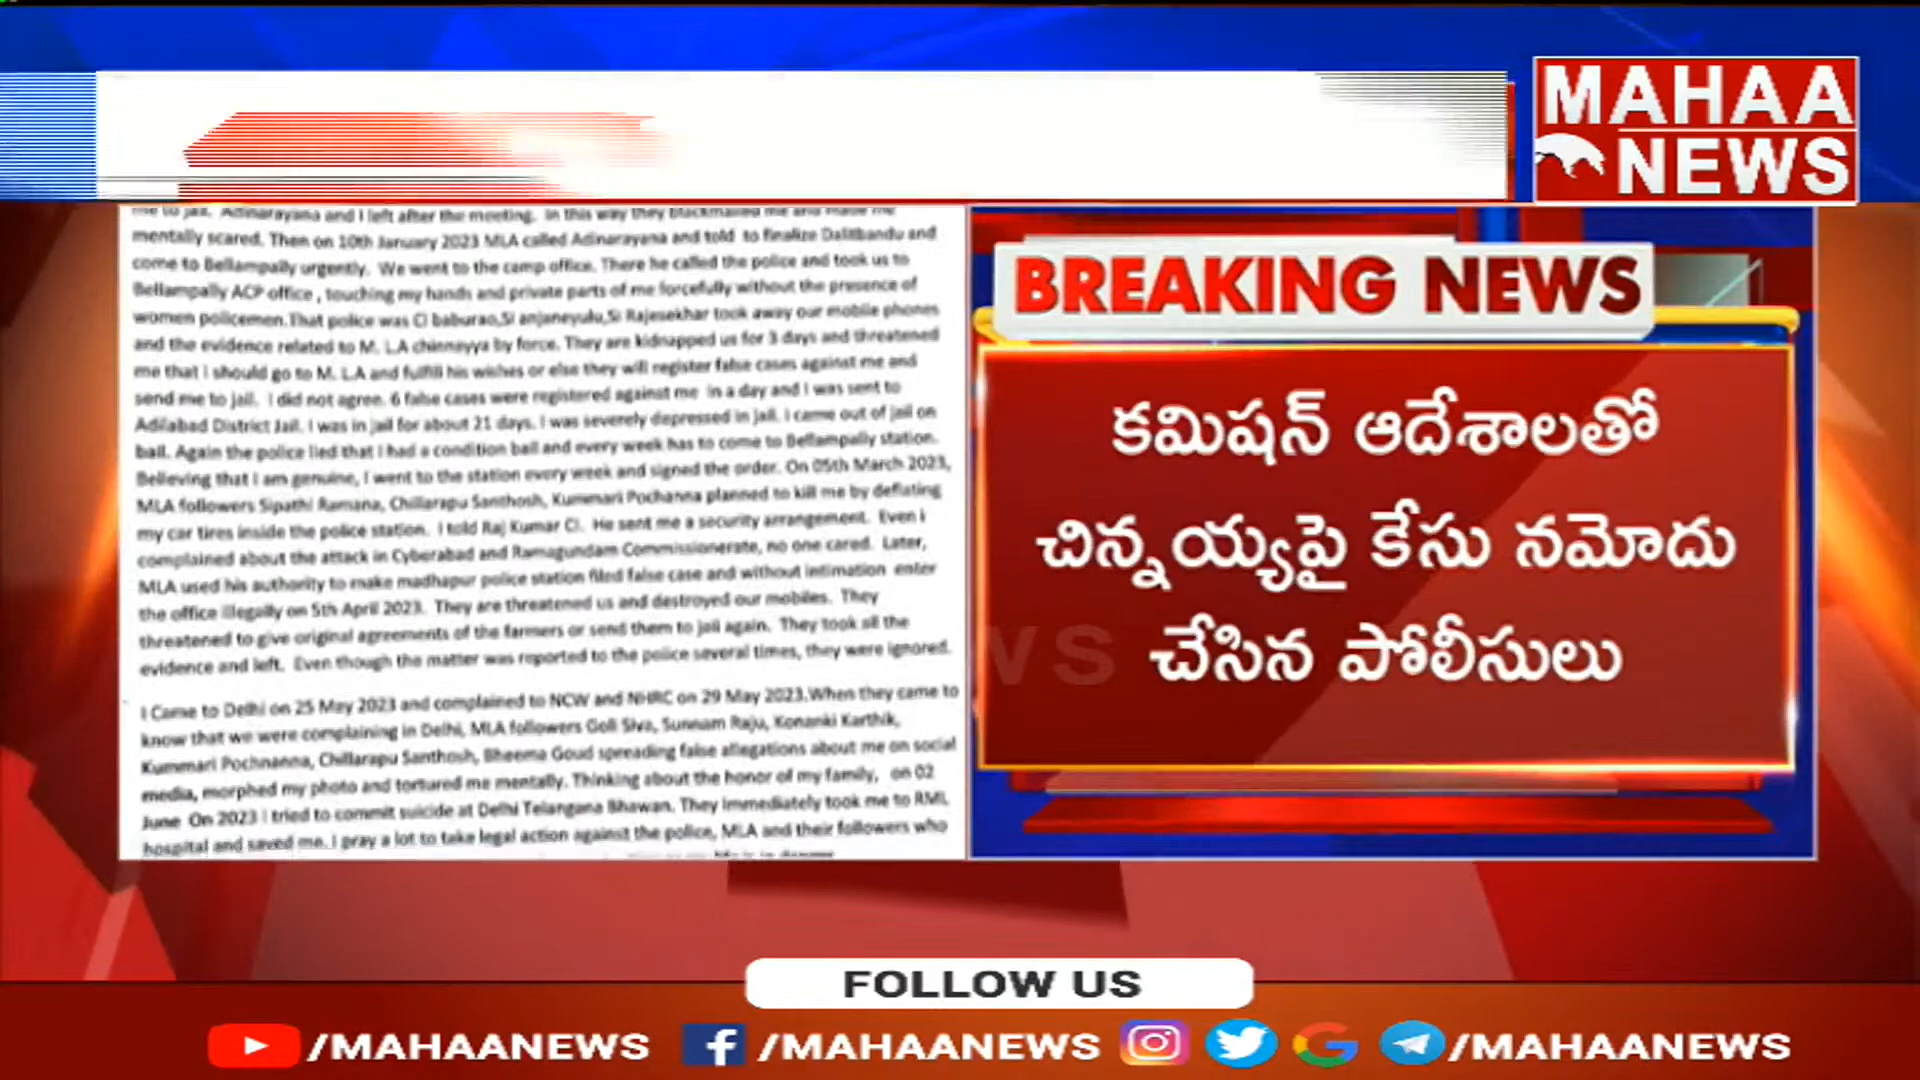 MAHAA
NEWS
me to jail. Adinarayana and I left after the meeting. In this way they blackmailed me and made me
mentally scared. Then on 10th January 2023 MLA called Adinarayana and told to finalize Dalitbandu and
come to Bellampally urgently. We went to the camp office. There he called the police and took us to
Bellampally ACP office , touching my hands and private parts of me forcefully without the presence of
women policemen.That police was CI baburao,SI anjaneyulu,SI Rajesekhar took away our mobile phones
and the evidence related to M. L.A chinnayya by force. They are kidnapped us for 3 days and threatened
me that I should go to M. L.A and fulfill his wishes or else they will register false cases against me and
send me to jail. I did not agree. 6 false cases were registered against me in a day and I was sent to
Adilabad District Jail. I was in jail for about 21 days. I was severely depressed in jail. I came out of jail on
bail. Again the police lied that I had a condition bail and every week has to come to Bellampally station.
Believing that I am genuine, I went to the station every week and signed the order. On 05th March 2023,
MLA followers Sipathi Ramana, Chillarapu Santhosh, Kummari Pochanna planned to kill me by deflating
my car tires inside the police station. I told Raj Kumar CI. He sent me a security arrangement. Even i
complained about the attack in Cyberabad and Ramagundam Commissionerate, no one cared. Later,
MLA used his authority to make madhapur police station filed false case and without intimation enter
the office illegally on 5th April 2023. They are threatened us and destroyed our mobiles. They
threatened to give original agreements of the farmers or send them to jail again. They took all the
evidence and left. Even though the matter was reported to the police several times, they were ignored.
I Came to Delhi on 25 May 2023 and complained to NCW and NHRC on 29 May 2023.When they came to
know that we were complaining in Delhi, MLA followers Goli Siva, Sunnam Raju, Konanki Karthik,
Kummari Pochnanna, Chillarapu Santhosh, Bheema Goud spreading false allegations about me on social
media, morphed my photo and tortured me mentally. Thinking about the honor of my family, on 02
June On 2023 i tried to commit suicide at Delhi Telangana Bhawan. They immediately took me to RML
hospital and saved me. I pray a lot to take legal action against the police, MLA and their followers who
BREAKING NEWS
కమిషన్ ఆదేశాలతో
చిన్నయ్యపై కేసు నమోదు
చేసిన పోలీసులు
FOLLOW US
/MAHAANEWS /MAHAANEWS /MAHAANEWS